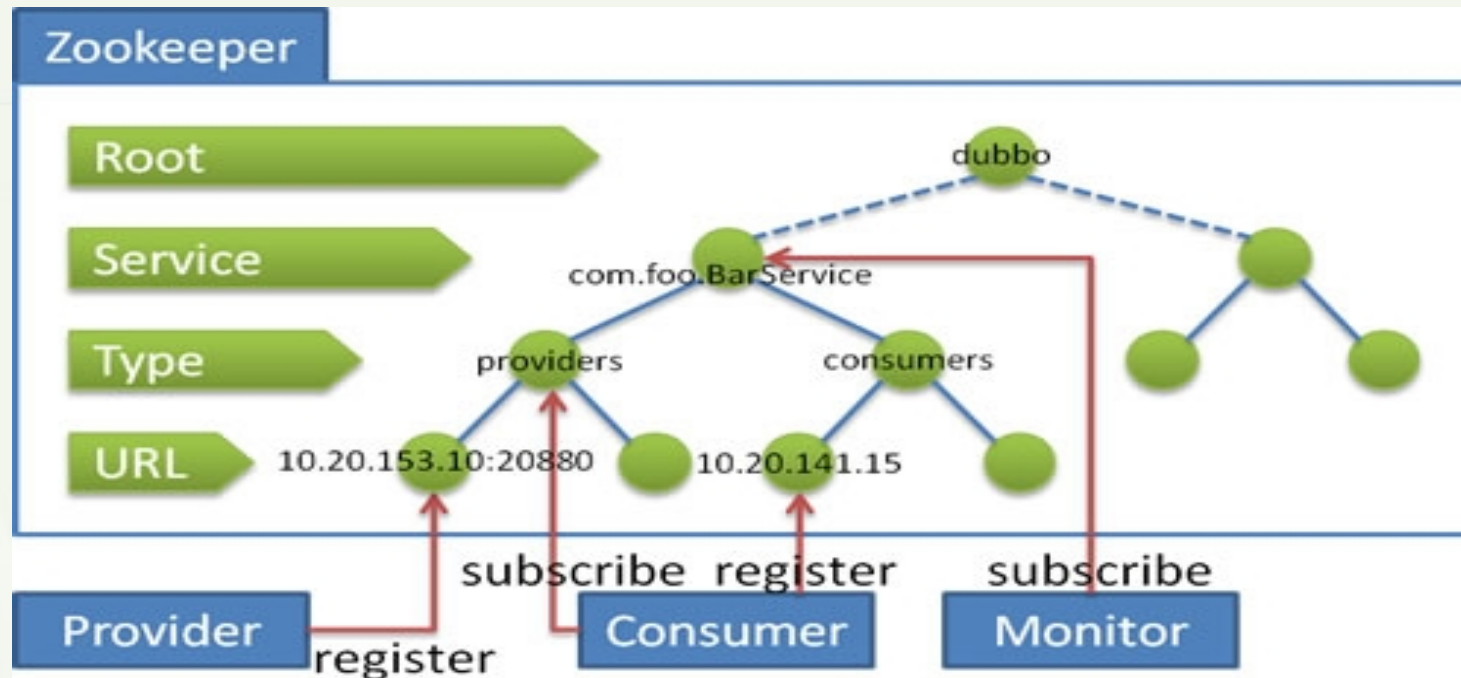 Zookeeper
Root
dubbo
Service
com.foo.BarService
Type
providers
consumers
URL
10.20.153.10:20880
10.20.141.15
subscribe
register
subscribe
Provider
Consumer
Monitor
register